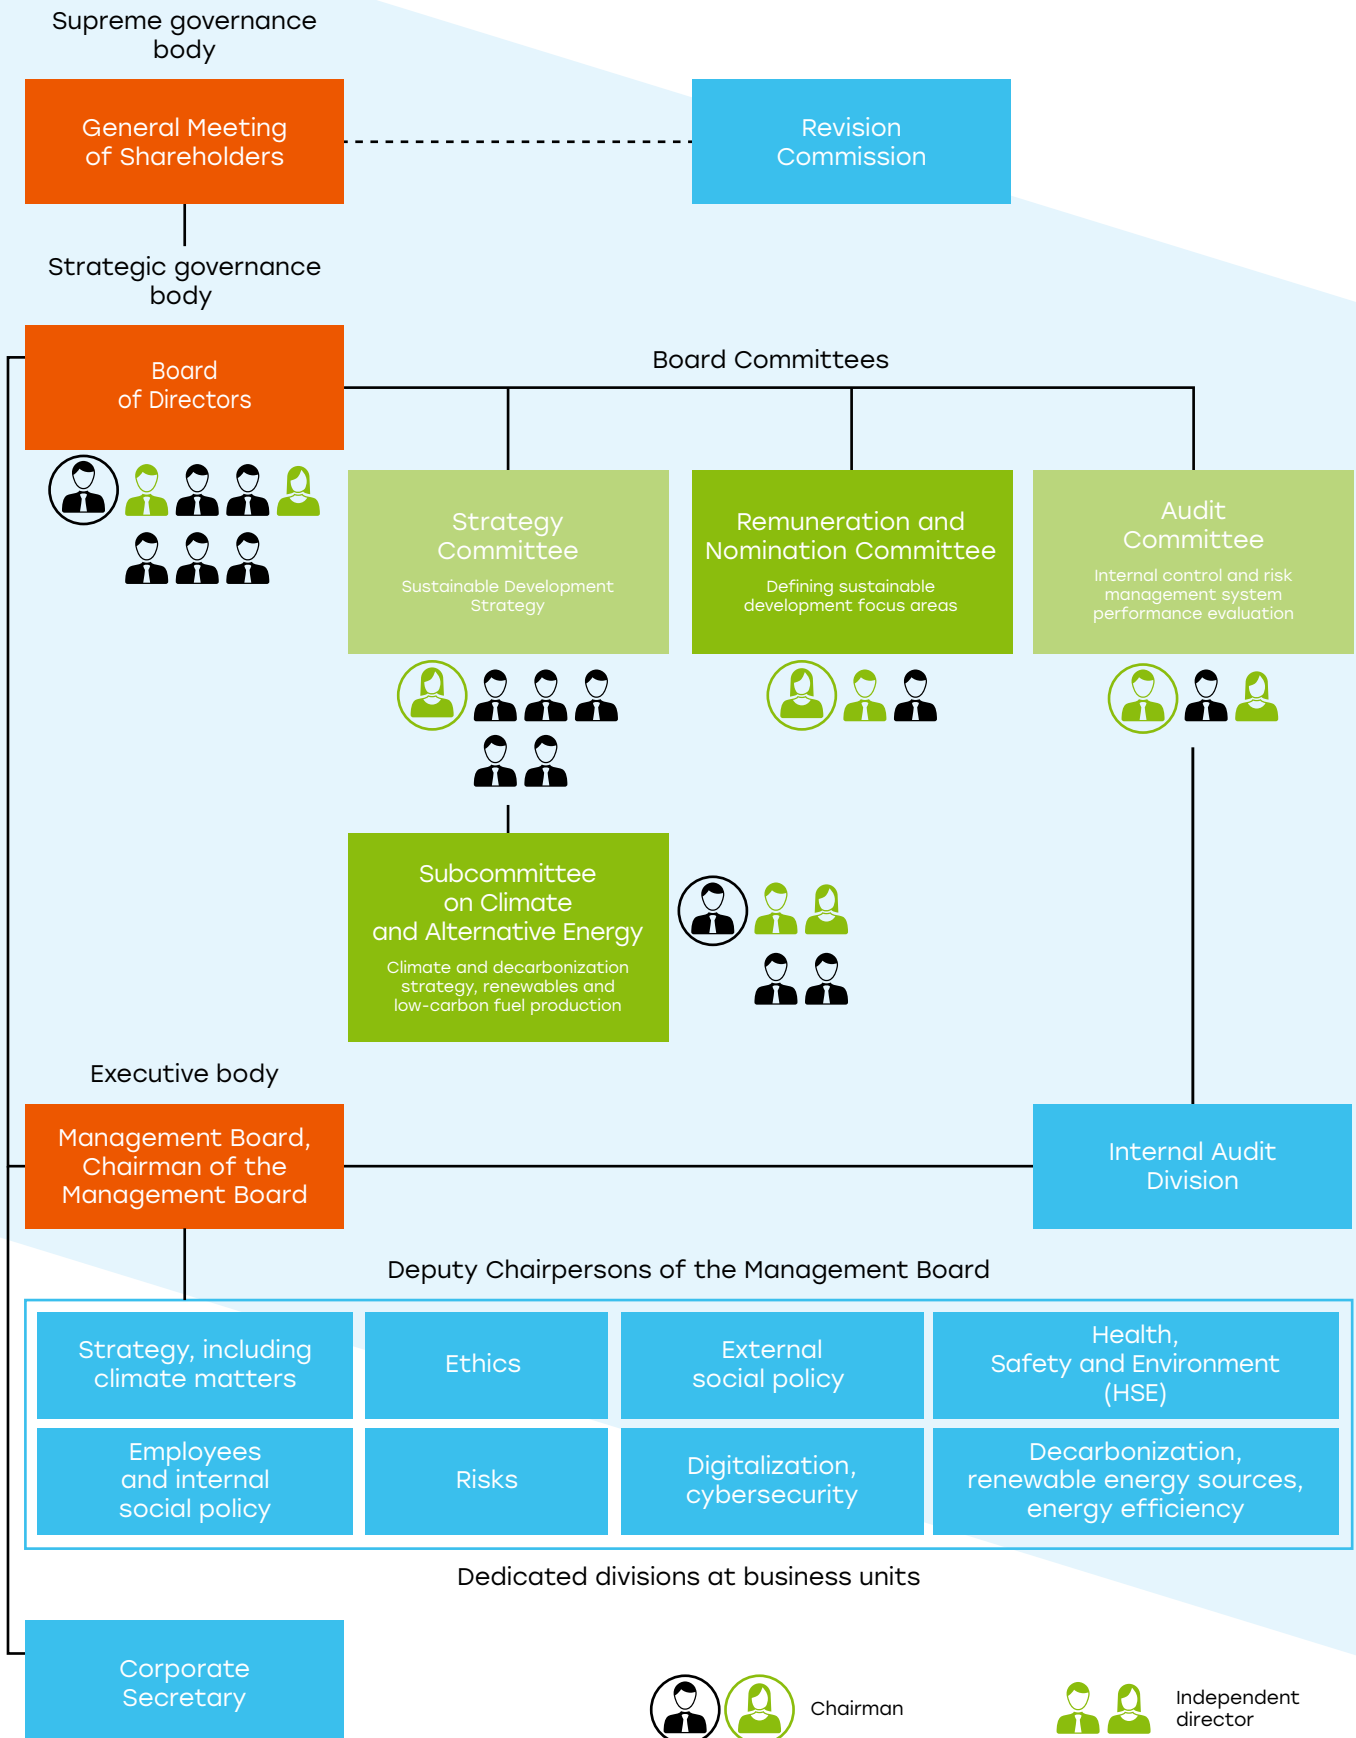 Supreme governance
body
General Meeting
of Shareholders
Revision
Commission
Strategic governance
body
Board
of Directors
Board Committees
Strategy
Committee
Sustainable Development
Strategy
Remuneration and
Nomination Committee
Defining sustainable
development focus areas
Audit
Committee
Internal control and risk
management system
performance evaluation
Subcommittee
on Climate
and Alternative Energy
Climate and decarbonization
strategy, renewables and
low-carbon fuel production
Executive body
Management Board,
Chairman of the
Management Board
Internal Audit
Division
Deputy Chairpersons of the Management Board
Strategy, including
climate matters
Ethics
External
social policy
Health,
Safety and Environment
(HSE)
Employees
and internal
social policy
Risks
Digitalization,
cybersecurity
Decarbonization,
renewable energy sources,
energy efficiency
Dedicated divisions at business units
Corporate
Secretary
Chairman
Independent
director